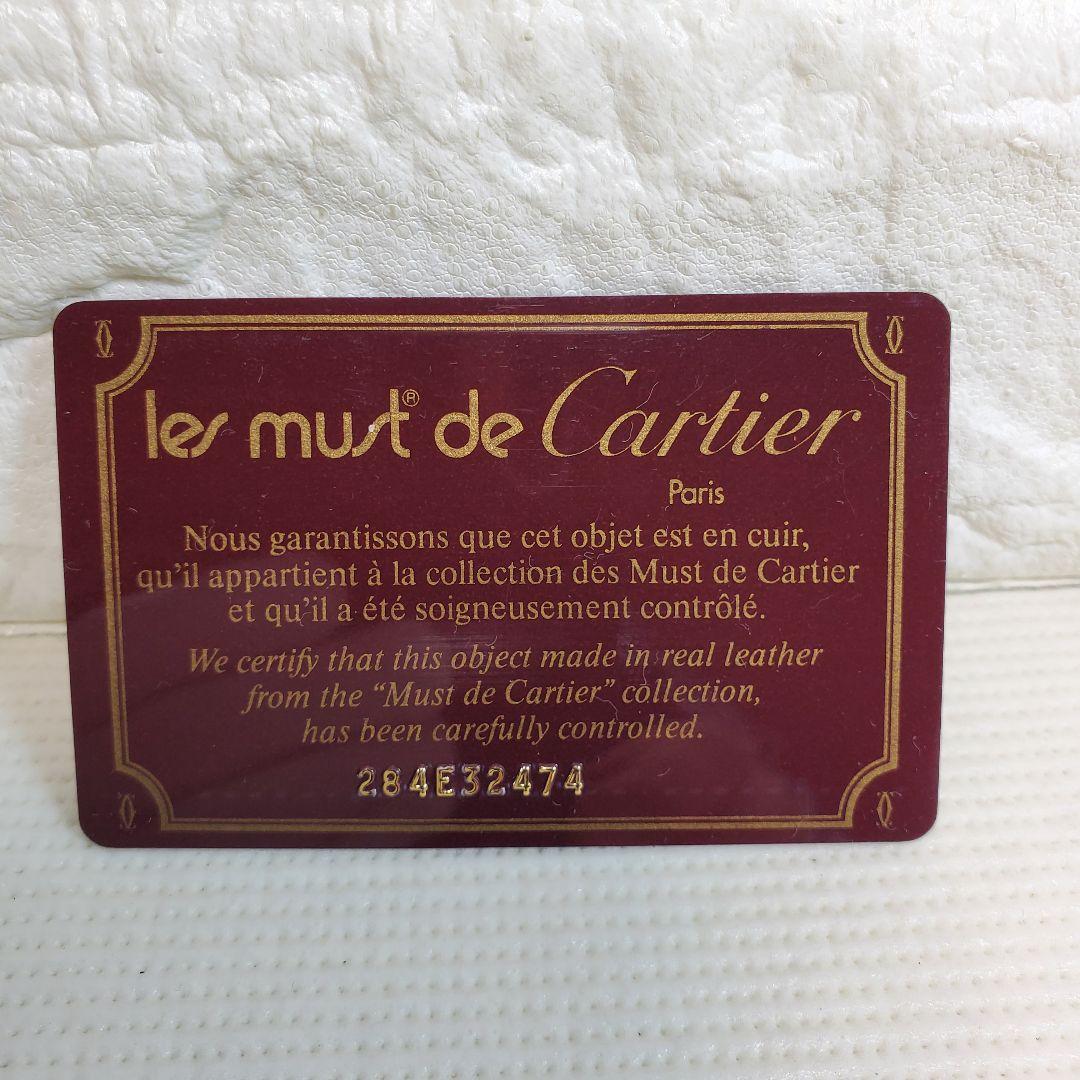 les must® de Cartier
Paris
Nous garantissons que cet objet est en cuir,
qu'il appartient à la collection des Must de Cartier
et qu'il a été soigneusement contrôlé.
We certify that this object made in real leather
from the “Must de Cartier” collection,
has been carefully controlled.
284E32474